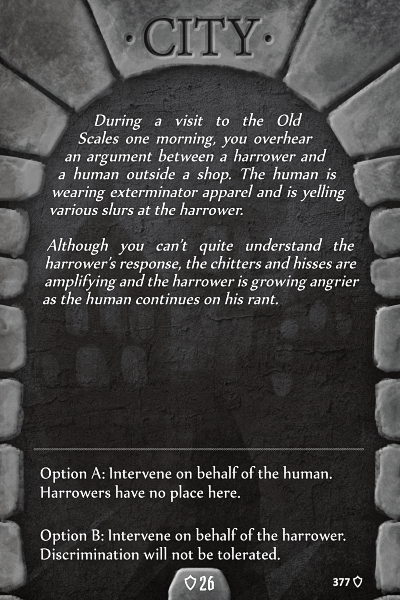 ·CITY·
During a visit to the Old
Scales one morning, you overhear
an argument between a harrower and
a human outside a shop. The human is
wearing exterminator apparel and is yelling
various slurs at the harrower.
Although you can't quite understand the
harrower's response, the chitters and hisses are
amplifying and the harrower is growing angrier
as the human continues on his rant.
Option A: Intervene on behalf of the human.
Harrowers have no place here.
Option B: Intervene on behalf of the harrower.
Discrimination will not be tolerated.
26
377